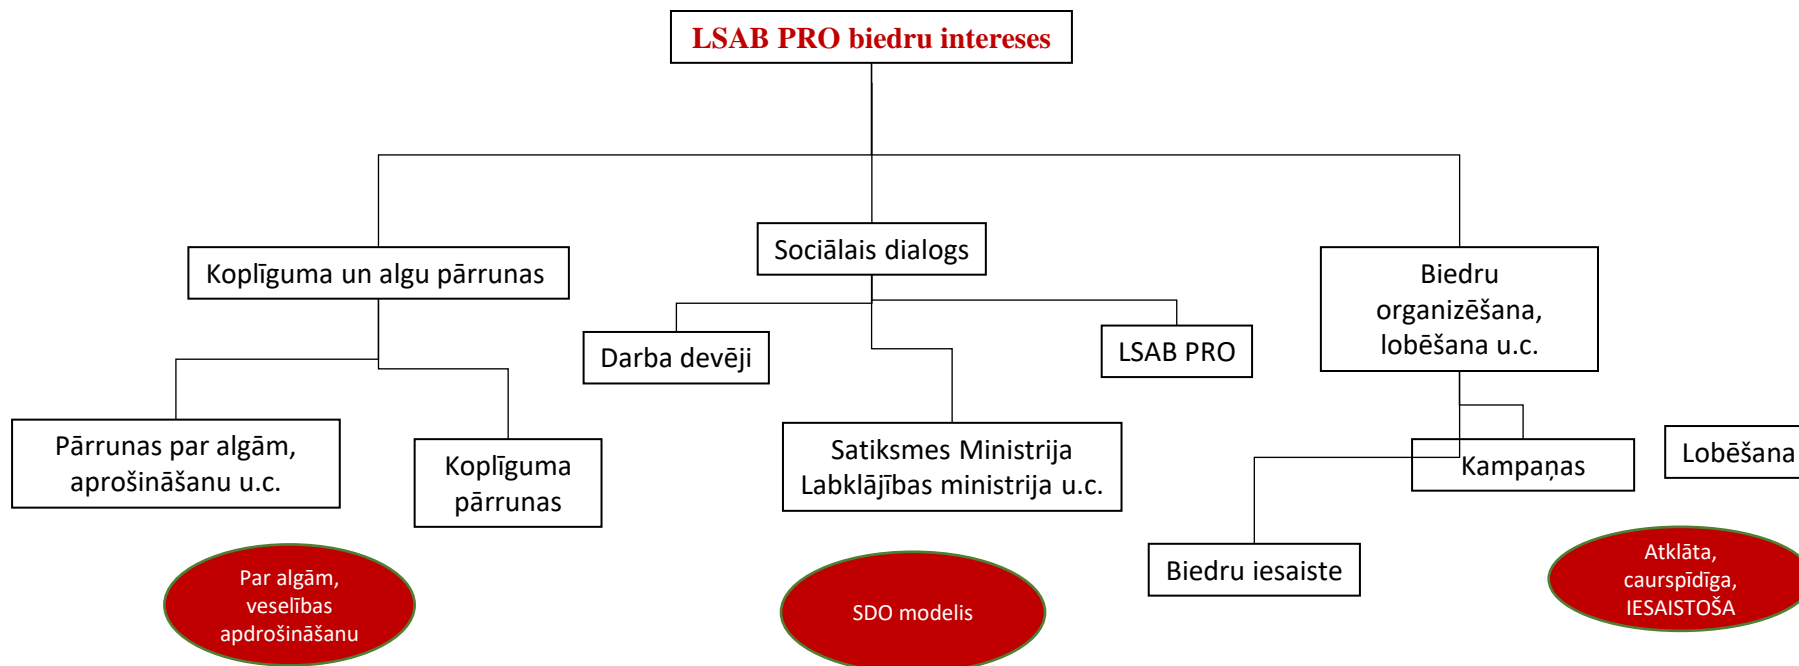 LSAB PRO biedru intereses
Koplīguma un algu pārrunas
Sociālais dialogs
Biedru
organizēšana,
lobēšana u.c.
Darba devēji
LSAB PRO
Pārrunas par algām,
aprošināšanu u.c.
Koplīguma
pārrunas
Satiksmes Ministrija
Labklājības ministrija u.c.
Kampaņas
Lobēšana
Biedru iesaiste
Par algām,
veselības
apdrošināšanu
SDO modelis
Atklāta,
caurspīdīga,
IESAISTOŠA